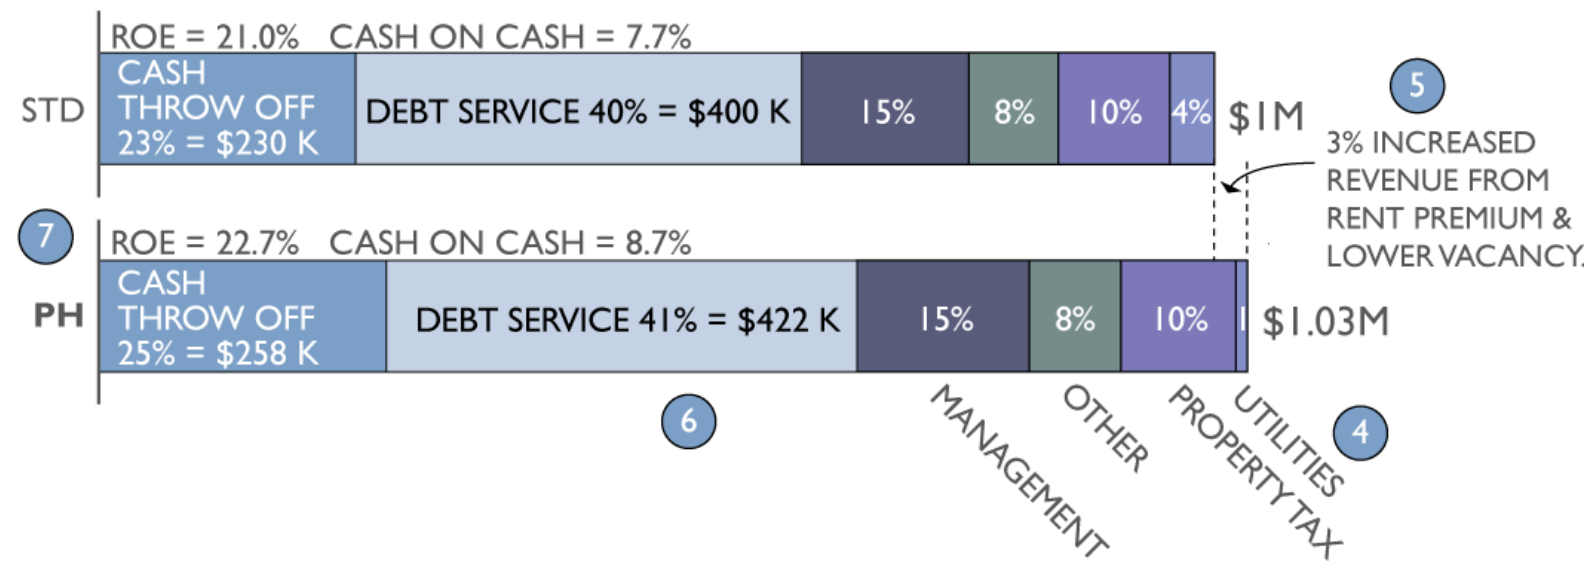 ROE = 21.0% CASH ON CASH = 7.7%
STD
CASH
THROW OFF
23% = $230 K
DEBT SERVICE 40% = $400 K
15%
8%
10%
4%
$1M
5
3% INCREASED
REVENUE FROM
RENT PREMIUM &
LOWER VACANCY.
7
ROE = 22.7% CASH ON CASH = 8.7%
PH
CASH
THROW OFF
25% = $258 K
DEBT SERVICE 41% = $422 K
15%
8%
10%
1
$1.03M
6
MANAGEMENT
OTHER
PROPERTY TAX
UTILITIES
4